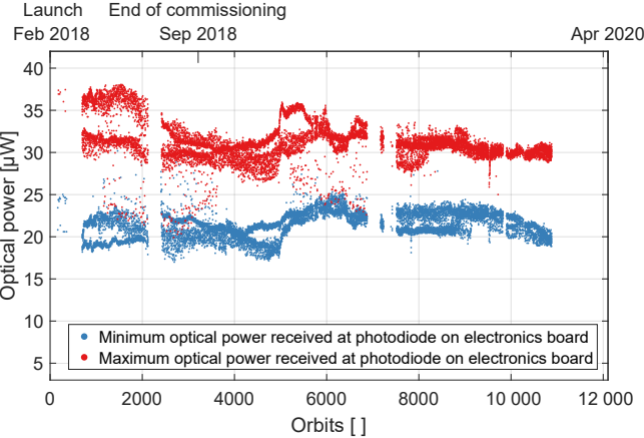 Launch End of commissioning
Feb 2018 Sep 2018 Apr 2020
40
35
30
25
20
15
10
5
Optical power [µW]
Minimum optical power received at photodiode on electronics board
Maximum optical power received at photodiode on electronics board
0 2000 4000 6000 8000 10 000 12 000
Orbits [ ]